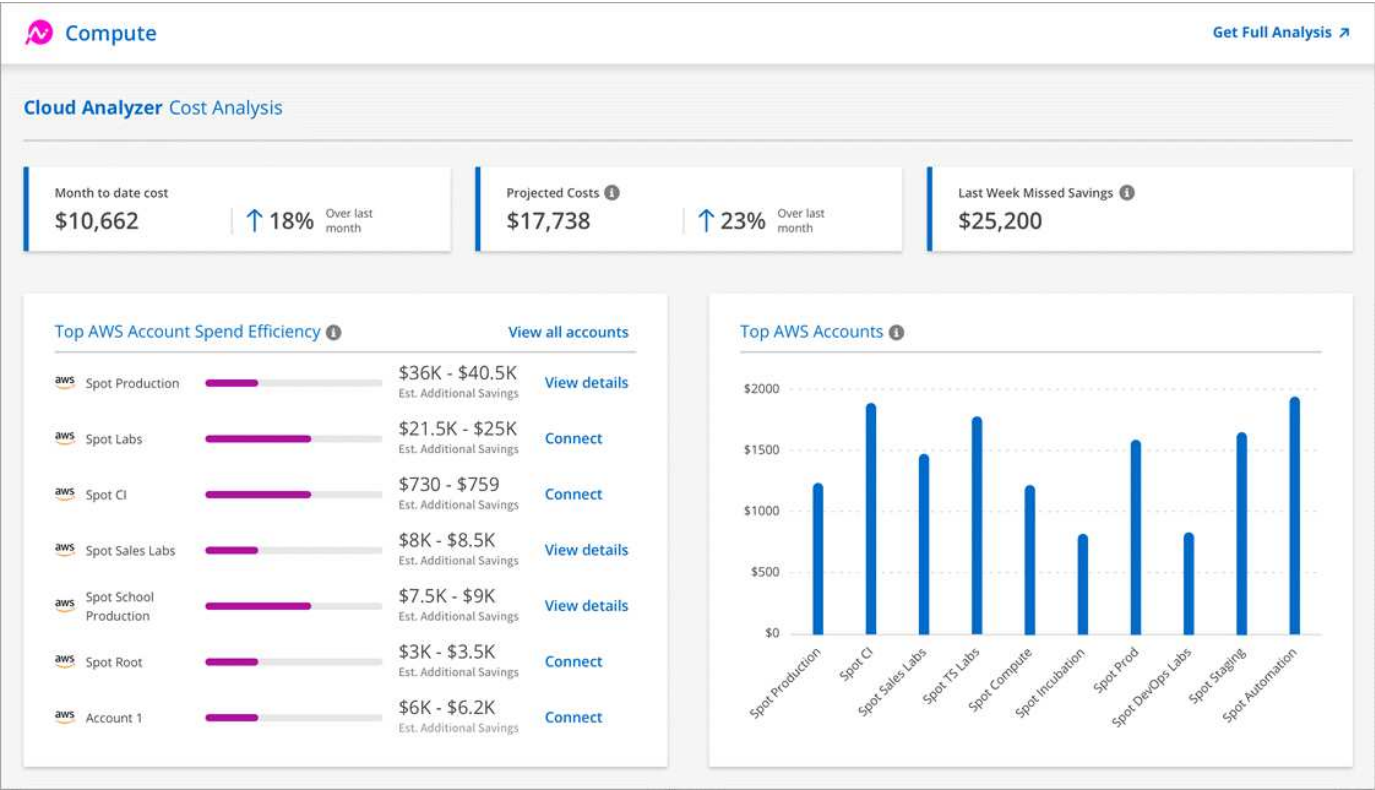 Compute
Get Full Analysis
Cloud Analyzer Cost Analysis
Month to date cost
$10,662
18%
Over last
month
Projected Costs
$17,738
23%
Over last
month
Last Week Missed Savings
$25,200
Top AWS Account Spend Efficiency
View all accounts
aws Spot Production
$36K - $40.5K
Est. Additional Savings
View details
aws Spot Labs
$21.5K - $25K
Est. Additional Savings
Connect
aws Spot CI
$730 - $759
Est. Additional Savings
Connect
aws Spot Sales Labs
$8K - $8.5K
Est. Additional Savings
View details
aws Spot School
Production
$7.5K - $9K
Est. Additional Savings
View details
aws Spot Root
$3K - $3.5K
Est. Additional Savings
Connect
aws Account 1
$6K - $6.2K
Est. Additional Savings
Connect
Top AWS Accounts
$2000
$1500
$1000
$500
$0
Spot Production
Spot CI
Spot Sales Labs
Spot TS Labs
Spot Compute
Spot Incubation
Spot Prod
Spot DevOps Labs
Spot Staging
Spot Automation